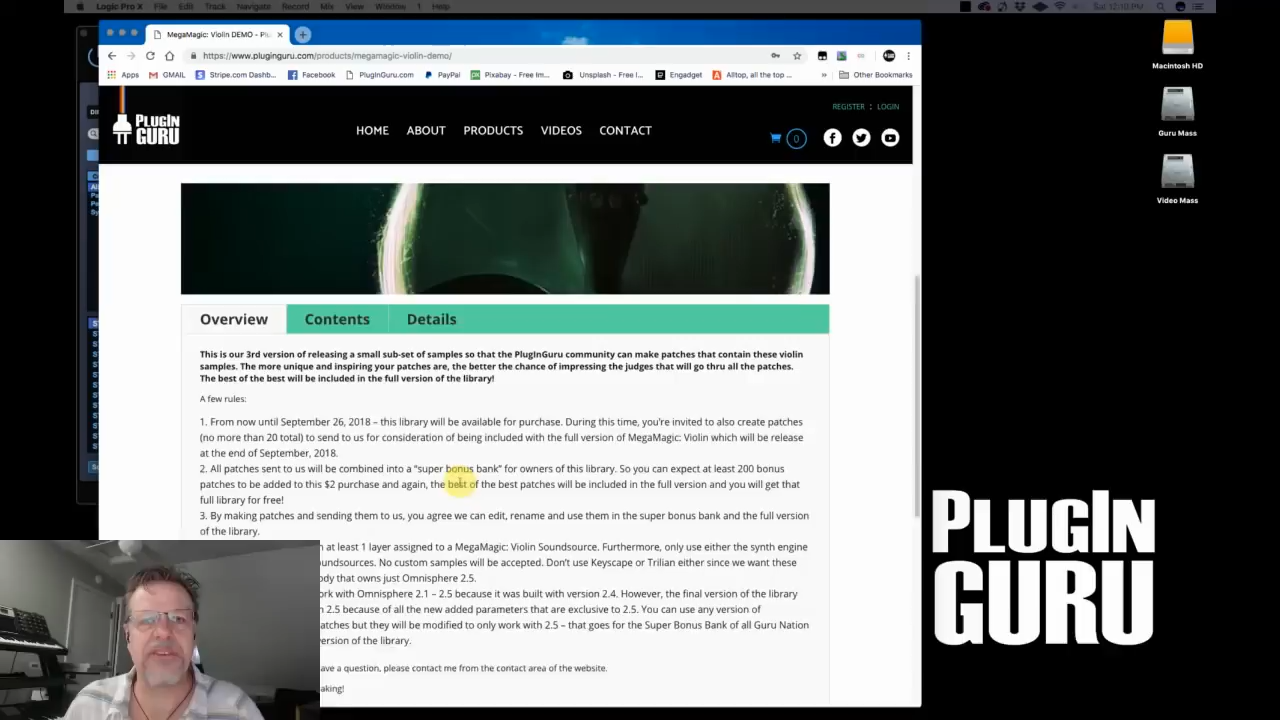 Logic Pro X File Edit Track Navigate Record Mix View Window 1 Help
Sat 12:10 PM
MegaMagic: Violin DEMO - Plu
https://www.pluginguru.com/products/megamagic-violin-demo/
Apps GMAIL Stripe.com Dashb... Facebook PlugInGuru.com PayPal Pixabay - Free Im... Unsplash - Free I... Engadget Alltop, all the top ... » Other Bookmarks
REGISTER : LOGIN
PLUGIN
GURU
HOME ABOUT PRODUCTS VIDEOS CONTACT
0
Overview Contents Details
This is our 3rd version of releasing a small sub-set of samples so that the PlugInGuru community can make patches that contain these violin
samples. The more unique and inspiring your patches are, the better the chance of impressing the judges that will go thru all the patches.
The best of the best will be included in the full version of the library!
A few rules:
1. From now until September 26, 2018 – this library will be available for purchase. During this time, you're invited to also create patches
(no more than 20 total) to send to us for consideration of being included with the full version of MegaMagic: Violin which will be release
at the end of September, 2018.
2. All patches sent to us will be combined into a "super bonus bank" for owners of this library. So you can expect at least 200 bonus
patches to be added to this $2 purchase and again, the best of the best patches will be included in the full version and you will get that
full library for free!
3. By making patches and sending them to us, you agree we can edit, rename and use them in the super bonus bank and the full version
of the library.
at least 1 layer assigned to a MegaMagic: Violin Soundsource. Furthermore, only use either the synth engine
undsources. No custom samples will be accepted. Don't use Keyscape or Trilian either since we want these
ody that owns just Omnisphere 2.5.
ork with Omnisphere 2.1 – 2.5 because it was built with version 2.4. However, the final version of the library
2.5 because of all the new added parameters that are exclusive to 2.5. You can use any version of
atches but they will be modified to only work with 2.5 – that goes for the Super Bonus Bank of all Guru Nation
ersion of the library.
ave a question, please contact me from the contact area of the website.
aking!
Macintosh HD
Guru Mass
Video Mass
PLUGIN
GURU